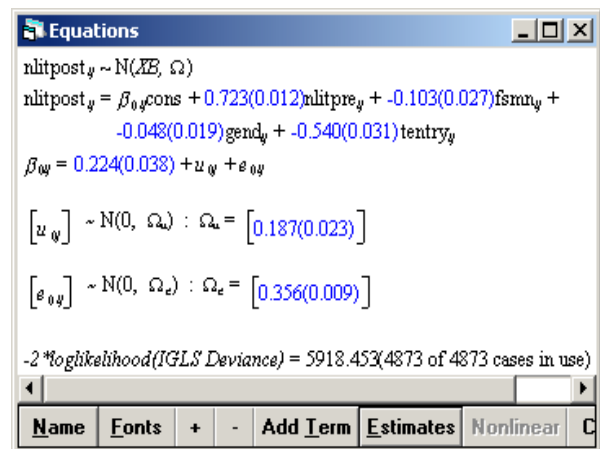 Equations
nlitpost_ij ~ N(XB, Ω)
nlitpost_ij = β_0ij cons + 0.723(0.012)nlitpre_ij + -0.103(0.027)fsmn_ij +
-0.048(0.019)gend_ij + -0.540(0.031)tentry_ij
β_0ij = 0.224(0.038) + u_0j + e_0ij
[u_0j] ~ N(0, Ω_u) : Ω_u = [0.187(0.023)]
[e_0ij] ~ N(0, Ω_e) : Ω_e = [0.356(0.009)]
-2*loglikelihood(IGLS Deviance) = 5918.453(4873 of 4873 cases in use)
Name Fonts + - Add Term Estimates Nonlinear C